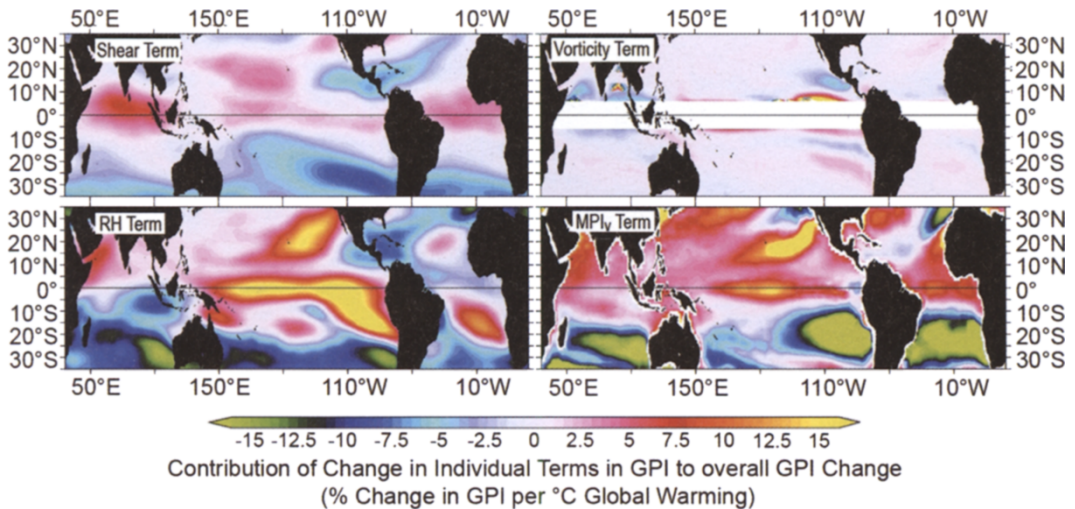 50°E 150°E 110°W 10°W 50°E 150°E 110°W 10°W
30°N Shear Term Vorticity Term 30°N
20°N 20°N
10°N 10°N
0° 0°
10°S 10°S
20°S 20°S
30°S 30°S
30°N RH Term MPIv Term 30°N
20°N 20°N
10°N 10°N
0° 0°
10°S 10°S
20°S 20°S
30°S 30°S
50°E 150°E 110°W 10°W 50°E 150°E 110°W 10°W
-15 -12.5 -10 -7.5 -5 -2.5 0 2.5 5 7.5 10 12.5 15
Contribution of Change in Individual Terms in GPI to overall GPI Change
(% Change in GPI per °C Global Warming)